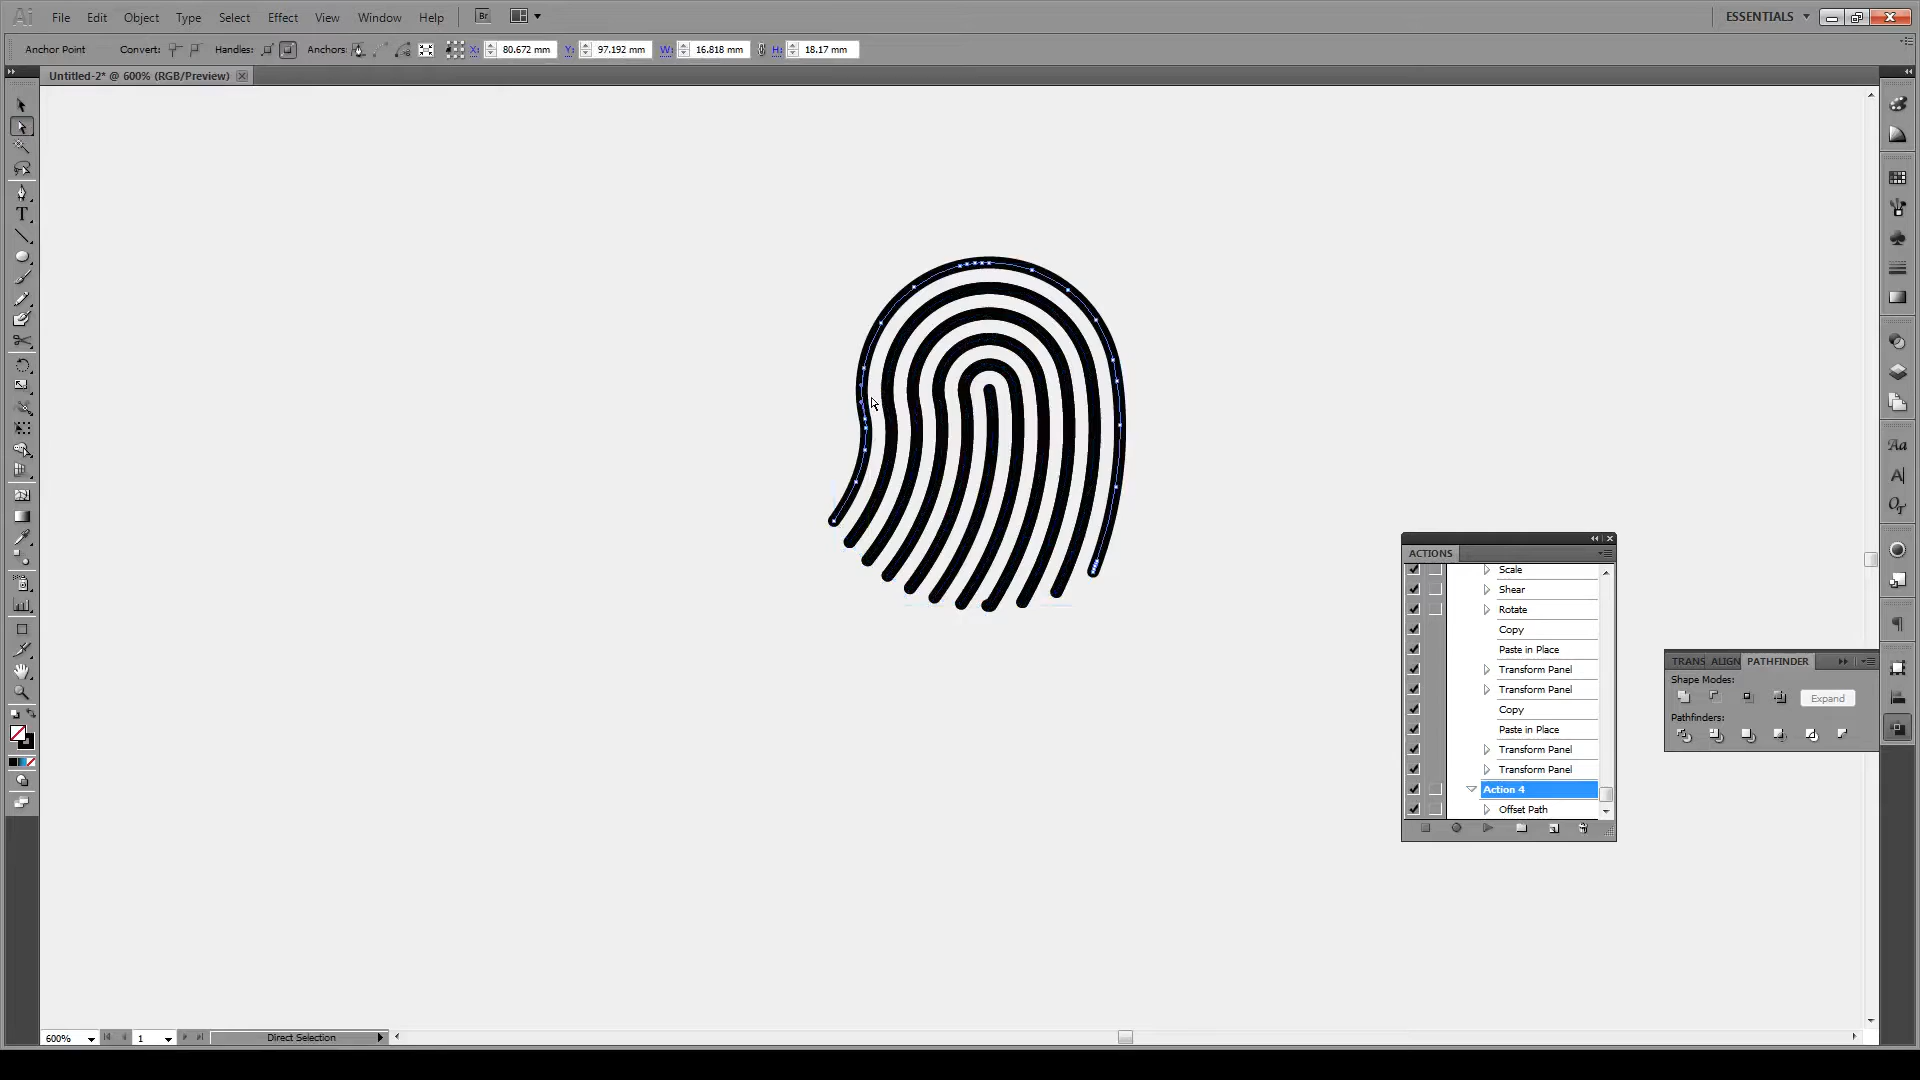 Ai File Edit Object Type Select Effect View Window Help Br ESSENTIALS
Anchor Point Convert: Handles: Anchors: X: 80.672 mm Y: 97.192 mm W: 16.818 mm H: 18.17 mm
Untitled-2* @ 600% (RGB/Preview)
ACTIONS
Scale
Shear
Rotate
Copy
Paste in Place
Transform Panel
Transform Panel
Copy
Paste in Place
Transform Panel
Transform Panel
Action 4
Offset Path
TRANS ALIGN PATHFINDER
Shape Modes:
Expand
Pathfinders:
600% 1 Direct Selection